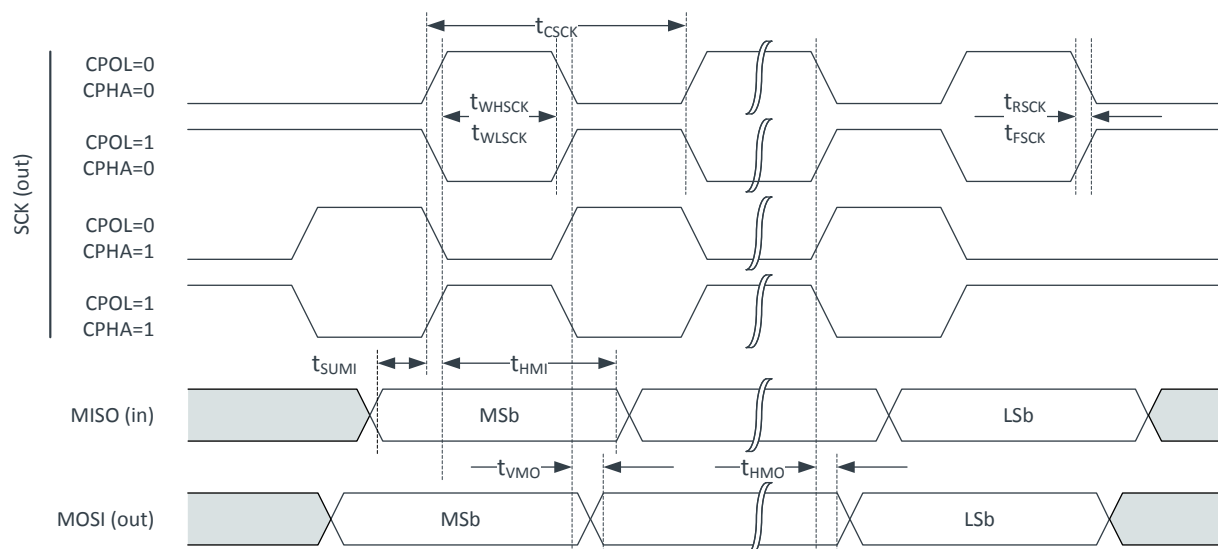 tCSCK
SCK (out)
CPOL=0
CPHA=0
tWHSCK
tWLSCK
tRSCK
tFSCK
CPOL=1
CPHA=0
CPOL=0
CPHA=1
CPOL=1
CPHA=1
tSUMI
tHMI
MISO (in)
MSb
LSb
tVMO
tHMO
MOSI (out)
MSb
LSb